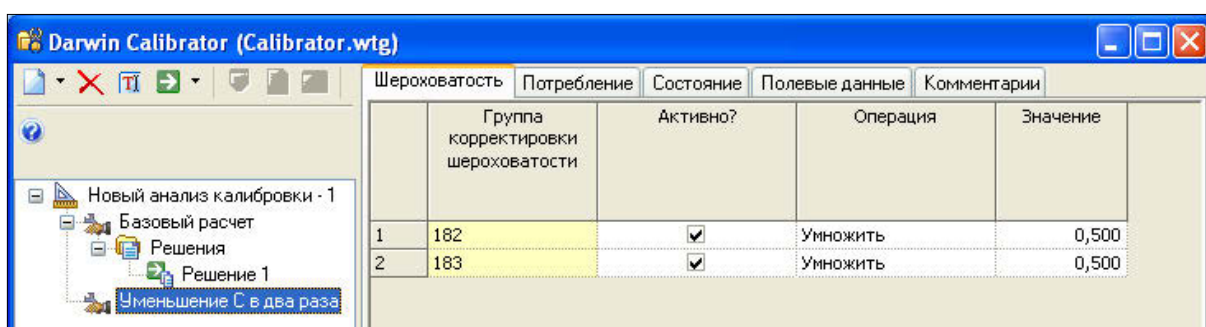 Darwin Calibrator (Calibrator.wtg)
Шероховатость Потребление Состояние Полевые данные Комментарии
Группа корректировки шероховатости Активно? Операция Значение
Новый анализ калибровки - 1
Базовый расчет
Решения
Решение 1
Уменьшение С в два раза
1 182 Умножить 0,500
2 183 Умножить 0,500